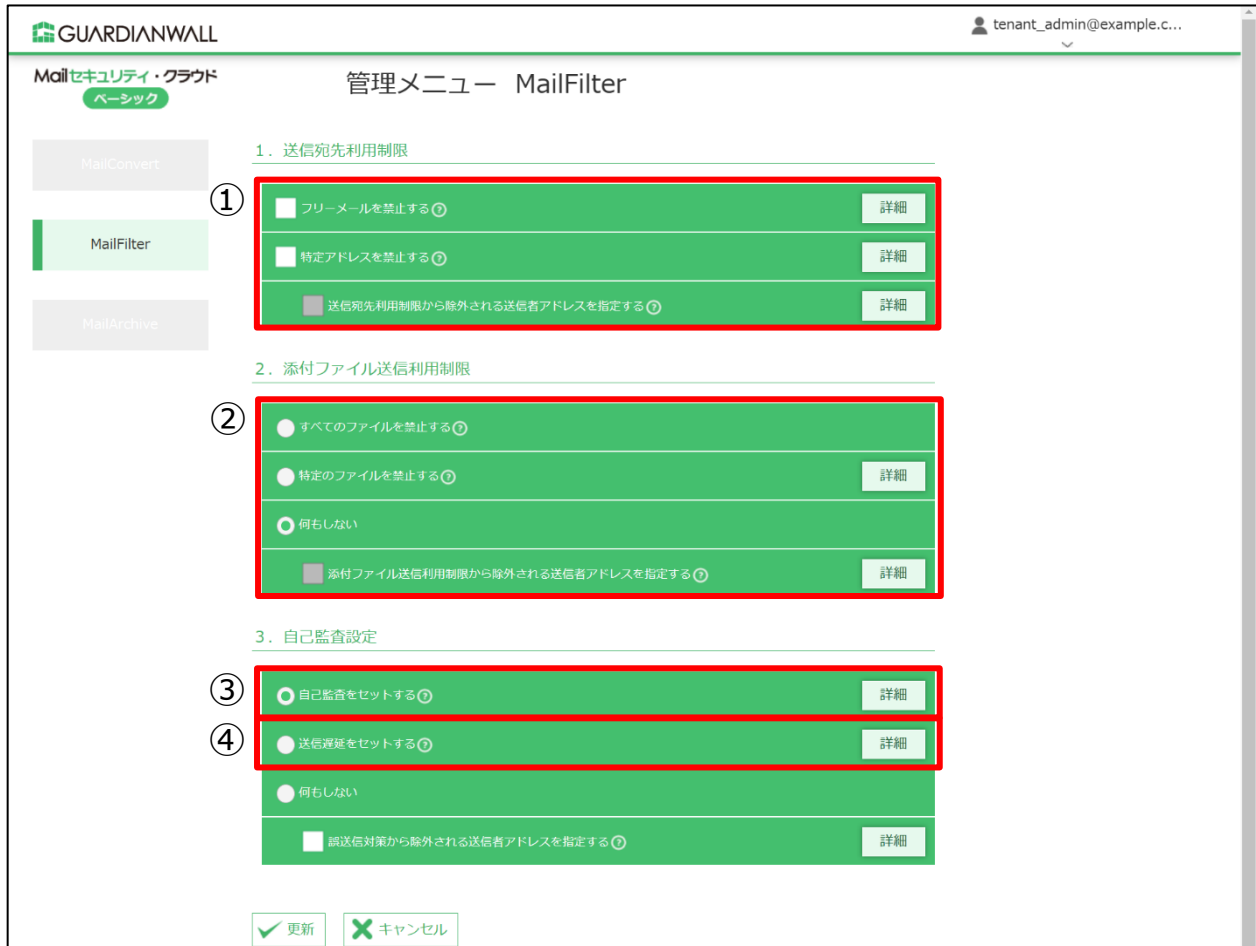 GUARDIANWALL
tenant_admin@example.c...
Mailセキュリティ・クラウド
ベーシック
管理メニュー MailFilter
MailConvert
MailFilter
MailArchive
1. 送信宛先利用制限
①
フリーメールを禁止する? 詳細
特定アドレスを禁止する? 詳細
送信宛先利用制限から除外される送信者アドレスを指定する? 詳細
2. 添付ファイル送信利用制限
②
すべてのファイルを禁止する?
特定のファイルを禁止する? 詳細
何もしない
添付ファイル送信利用制限から除外される送信者アドレスを指定する? 詳細
3. 自己監査設定
③
自己監査をセットする? 詳細
④
送信遅延をセットする? 詳細
何もしない
誤送信対策から除外される送信者アドレスを指定する? 詳細
更新 キャンセル